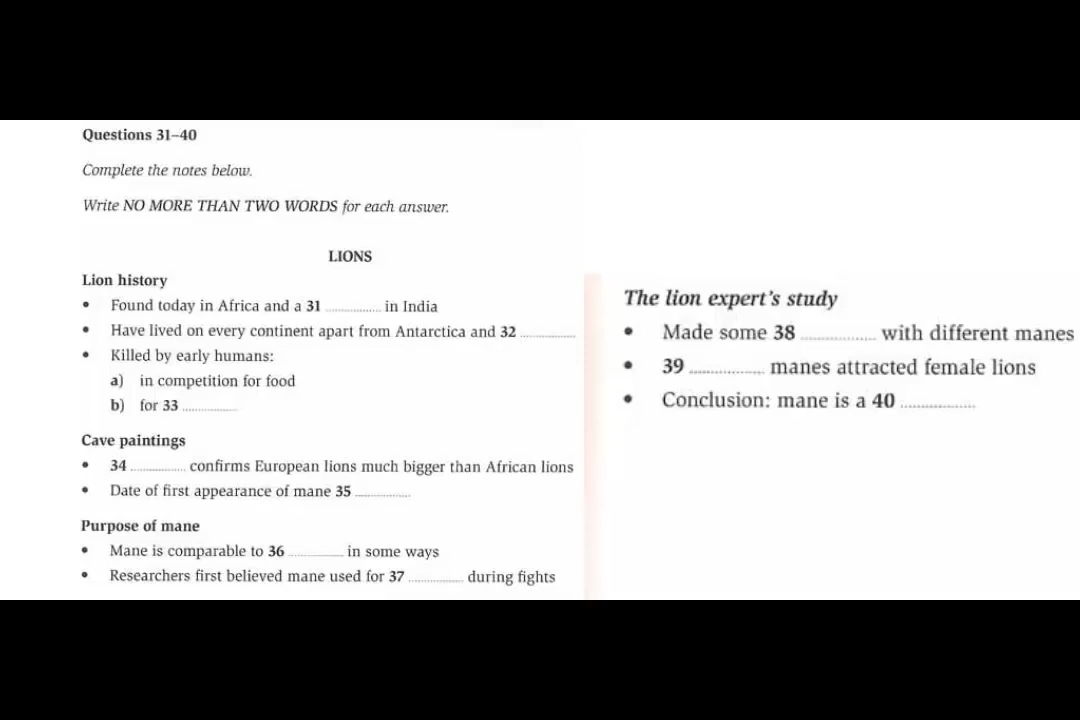 Questions 31–40
Complete the notes below.
Write NO MORE THAN TWO WORDS for each answer.
LIONS
Lion history
• Found today in Africa and a 31 ................ in India
• Have lived on every continent apart from Antarctica and 32 ................
• Killed by early humans:
a) in competition for food
b) for 33 ................
Cave paintings
• 34 ................ confirms European lions much bigger than African lions
• Date of first appearance of mane 35 ................
Purpose of mane
• Mane is comparable to 36 ................ in some ways
• Researchers first believed mane used for 37 ................ during fights
The lion expert's study
• Made some 38 ................ with different manes
• 39 ................ manes attracted female lions
• Conclusion: mane is a 40 ................